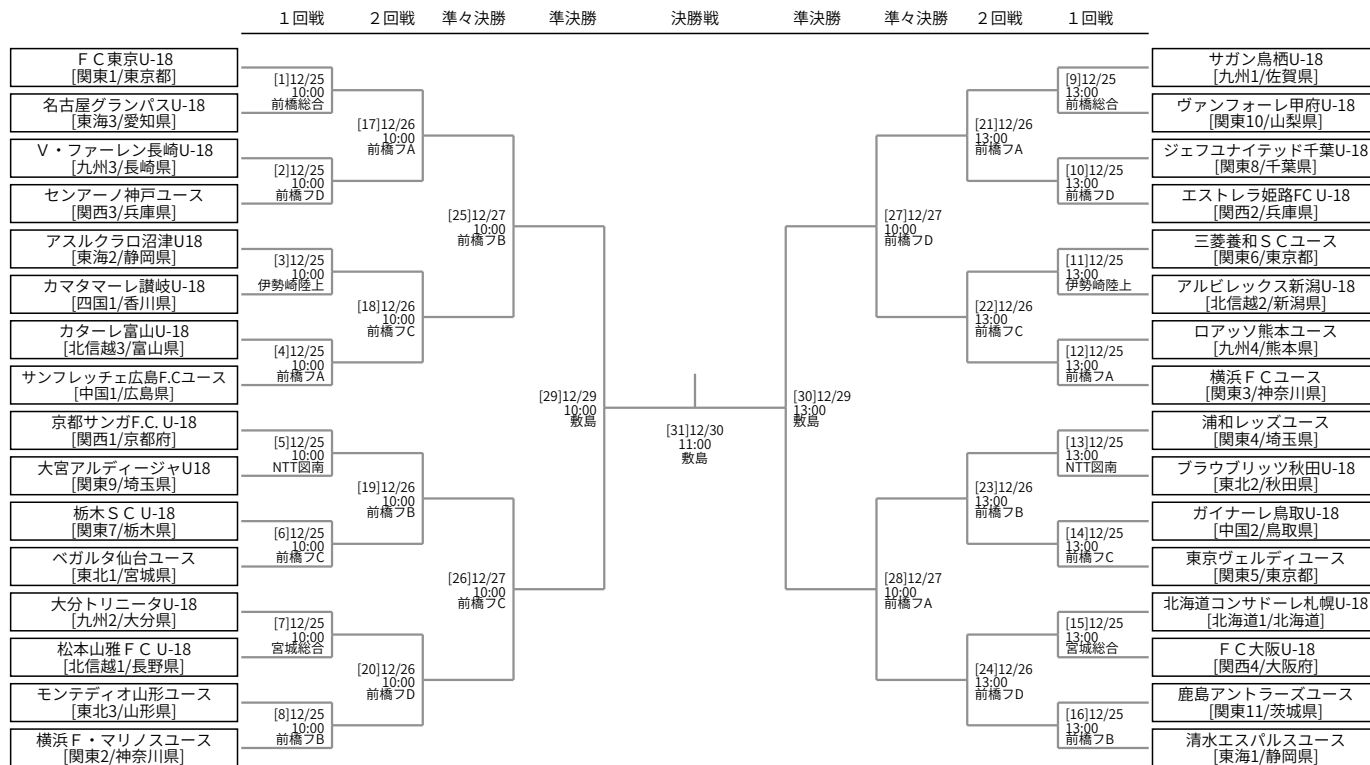 １回戦 ２回戦 準々決勝 準決勝 決勝戦 準決勝 準々決勝 ２回戦 １回戦
ＦＣ東京U-18
[関東1/東京都]
名古屋グランパスU-18
[東海3/愛知県]
Ｖ・ファーレン長崎U-18
[九州3/長崎県]
センアーノ神戸ユース
[関西3/兵庫県]
アスルクラロ沼津U18
[東海2/静岡県]
カマタマーレ讃岐U-18
[四国1/香川県]
カターレ富山U-18
[北信越3/富山県]
サンフレッチェ広島F.Cユース
[中国1/広島県]
京都サンガF.C. U-18
[関西1/京都府]
大宮アルディージャU18
[関東9/埼玉県]
栃木ＳＣ U-18
[関東7/栃木県]
ベガルタ仙台ユース
[東北1/宮城県]
大分トリニータU-18
[九州2/大分県]
松本山雅ＦＣ U-18
[北信越1/長野県]
モンテディオ山形ユース
[東北3/山形県]
横浜Ｆ・マリノスユース
[関東2/神奈川県]
[1]12/25
10:00
前橋総合
[2]12/25
10:00
前橋フD
[3]12/25
10:00
伊勢崎陸上
[4]12/25
10:00
前橋フA
[5]12/25
10:00
NTT図南
[6]12/25
10:00
前橋フC
[7]12/25
10:00
宮城総合
[8]12/25
10:00
前橋フB
[17]12/26
10:00
前橋フA
[18]12/26
10:00
前橋フC
[19]12/26
10:00
前橋フB
[20]12/26
10:00
前橋フD
[25]12/27
10:00
前橋フB
[26]12/27
10:00
前橋フC
[29]12/29
10:00
敷島
[31]12/30
11:00
敷島
[30]12/29
13:00
敷島
[27]12/27
10:00
前橋フD
[28]12/27
10:00
前橋フA
[21]12/26
13:00
前橋フA
[22]12/26
13:00
前橋フC
[23]12/26
13:00
前橋フB
[24]12/26
13:00
前橋フD
[9]12/25
13:00
前橋総合
[10]12/25
13:00
前橋フD
[11]12/25
13:00
伊勢崎陸上
[12]12/25
13:00
前橋フA
[13]12/25
13:00
NTT図南
[14]12/25
13:00
前橋フC
[15]12/25
13:00
宮城総合
[16]12/25
13:00
前橋フB
サガン鳥栖U-18
[九州1/佐賀県]
ヴァンフォーレ甲府U-18
[関東10/山梨県]
ジェフユナイテッド千葉U-18
[関東8/千葉県]
エストレラ姫路FC U-18
[関西2/兵庫県]
三菱養和ＳＣユース
[関東6/東京都]
アルビレックス新潟U-18
[北信越2/新潟県]
ロアッソ熊本ユース
[九州4/熊本県]
横浜ＦＣユース
[関東3/神奈川県]
浦和レッズユース
[関東4/埼玉県]
ブラウブリッツ秋田U-18
[東北2/秋田県]
ガイナーレ鳥取U-18
[中国2/鳥取県]
東京ヴェルディユース
[関東5/東京都]
北海道コンサドーレ札幌U-18
[北海道1/北海道]
ＦＣ大阪U-18
[関西4/大阪府]
鹿島アントラーズユース
[関東11/茨城県]
清水エスパルスユース
[東海1/静岡県]